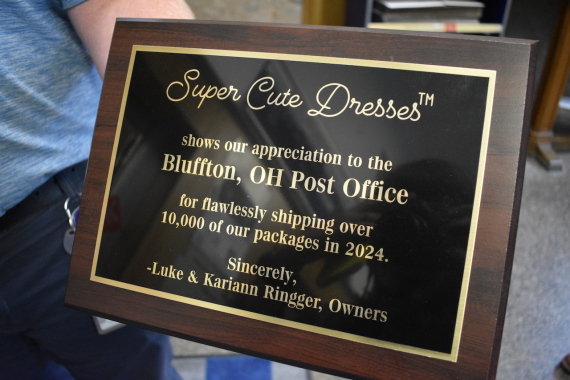 Super Cute Dresses™
shows our appreciation to the
Bluffton, OH Post Office
for flawlessly shipping over
10,000 of our packages in 2024.
Sincerely,
-Luke & Kariann Ringger, Owners